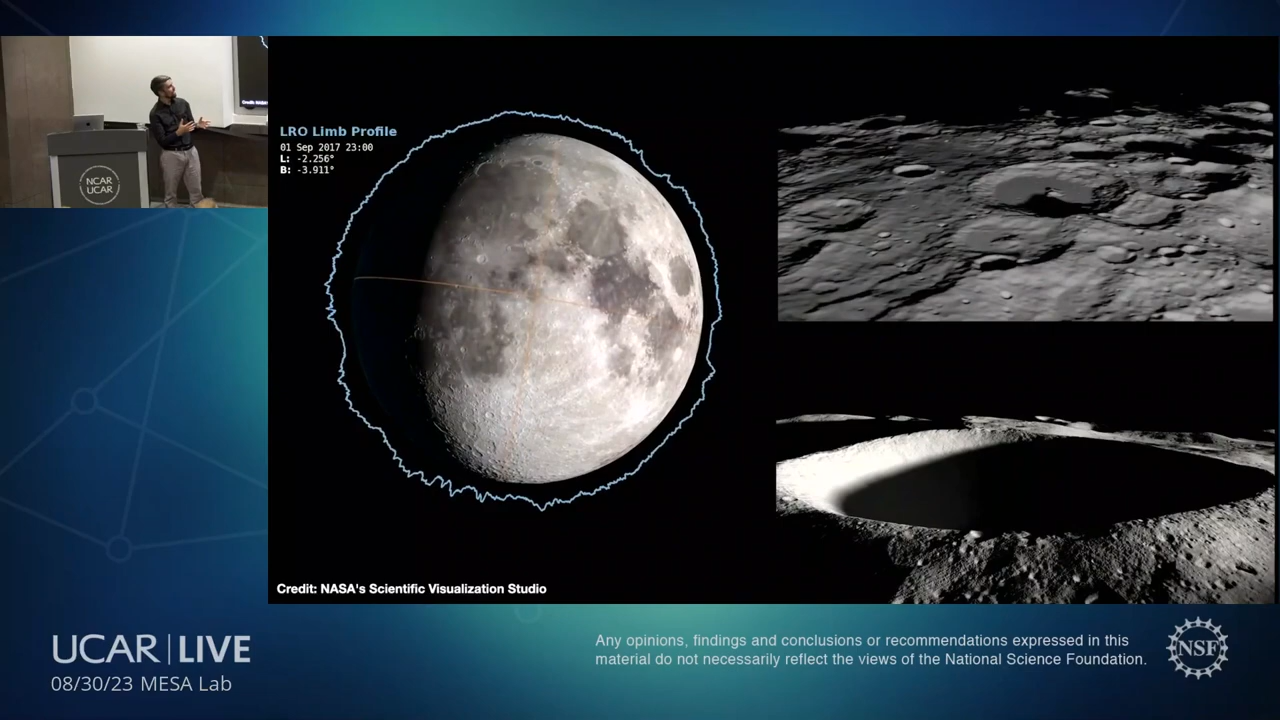 NCAR
UCAR
LRO Limb Profile
01 Sep 2017 23:00
L: -2.256°
B: -3.911°
Credit: NASA's Scientific Visualization Studio
UCAR | LIVE
08/30/23 MESA Lab
Any opinions, findings and conclusions or recommendations expressed in this
material do not necessarily reflect the views of the National Science Foundation.
NSF